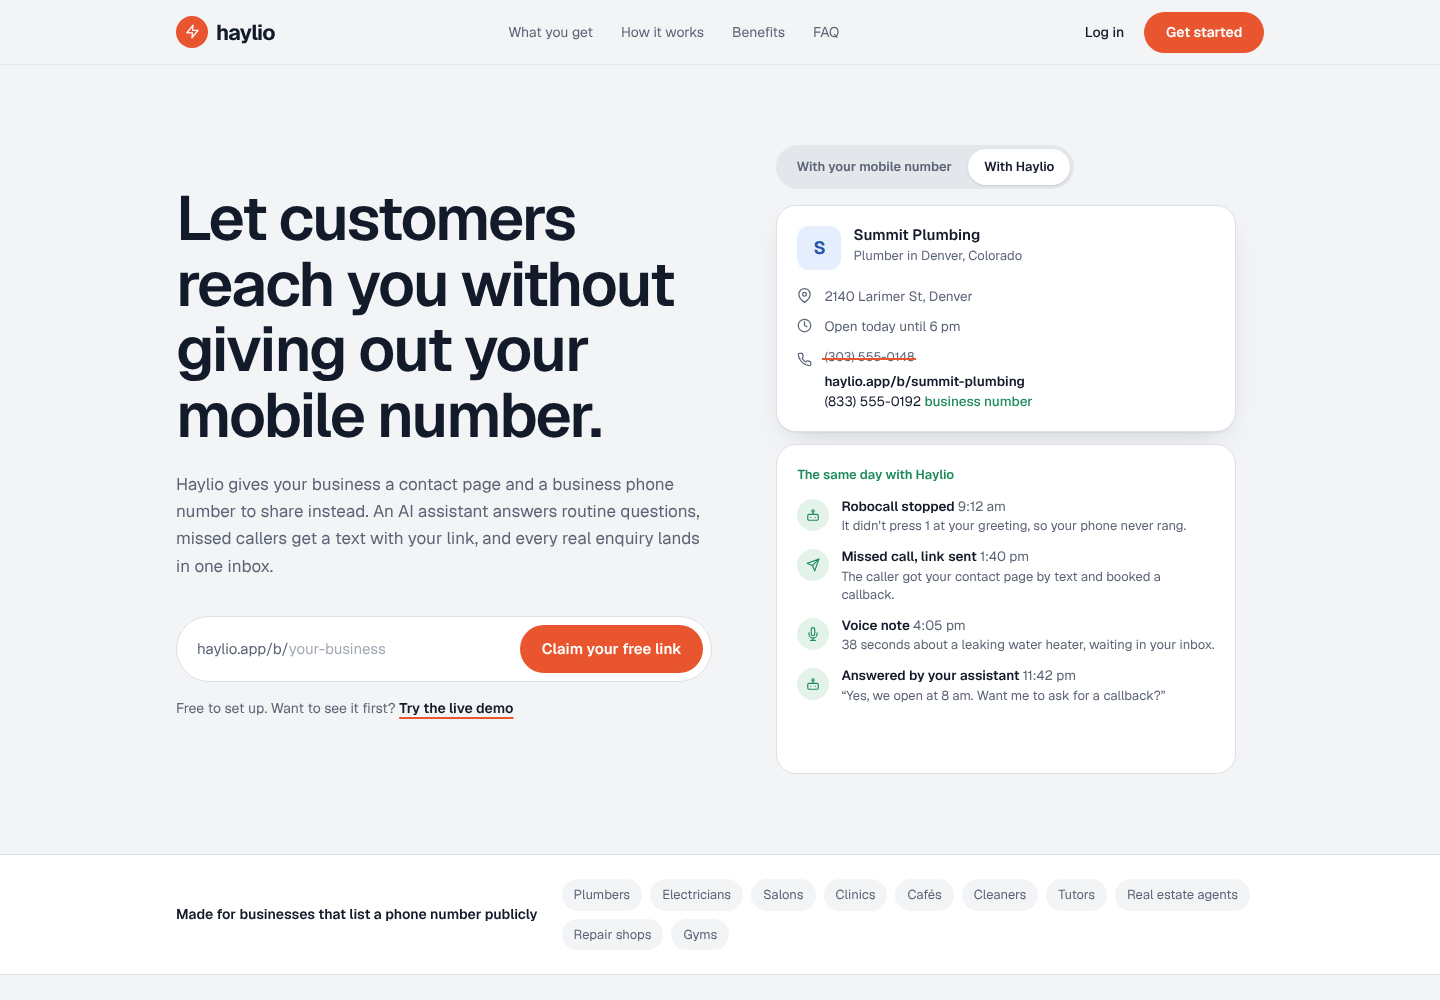 haylio
What you get
How it works
Benefits
FAQ
Log in
Get started
Let customers
reach you without
giving out your
mobile number.
Haylio gives your business a contact page and a business phone
number to share instead. An AI assistant answers routine questions,
missed callers get a text with your link, and every real enquiry lands
in one inbox.
haylio.app/b/your-business
Claim your free link
Free to set up. Want to see it first? Try the live demo
With your mobile number
With Haylio
S
Summit Plumbing
Plumber in Denver, Colorado
2140 Larimer St, Denver
Open today until 6 pm
(303) 555-0148
haylio.app/b/summit-plumbing
(833) 555-0192 business number
The same day with Haylio
Robocall stopped 9:12 am
It didn't press 1 at your greeting, so your phone never rang.
Missed call, link sent 1:40 pm
The caller got your contact page by text and booked a
callback.
Voice note 4:05 pm
38 seconds about a leaking water heater, waiting in your inbox.
Answered by your assistant 11:42 pm
“Yes, we open at 8 am. Want me to ask for a callback?”
Made for businesses that list a phone number publicly
Plumbers
Electricians
Salons
Clinics
Cafés
Cleaners
Tutors
Real estate agents
Repair shops
Gyms